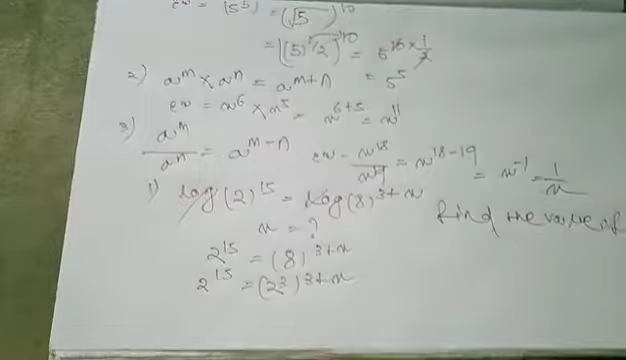 = (√5)^10
= ((5)^1/2)^10 = 5^10 × 1/2
2) a^m × a^n = a^m+n = 5^5
ex = x^6 × x^5 = x^6+5 = x^11
3) a^m / a^n = a^m-n ex - x^18 / x^19 = x^18-19 = x^-1 = 1/x
1) log(2)^15 = log(8)^3+x find the value of
x = ?
2^15 = (8)^3+x
2^15 = (2^3)^3+x